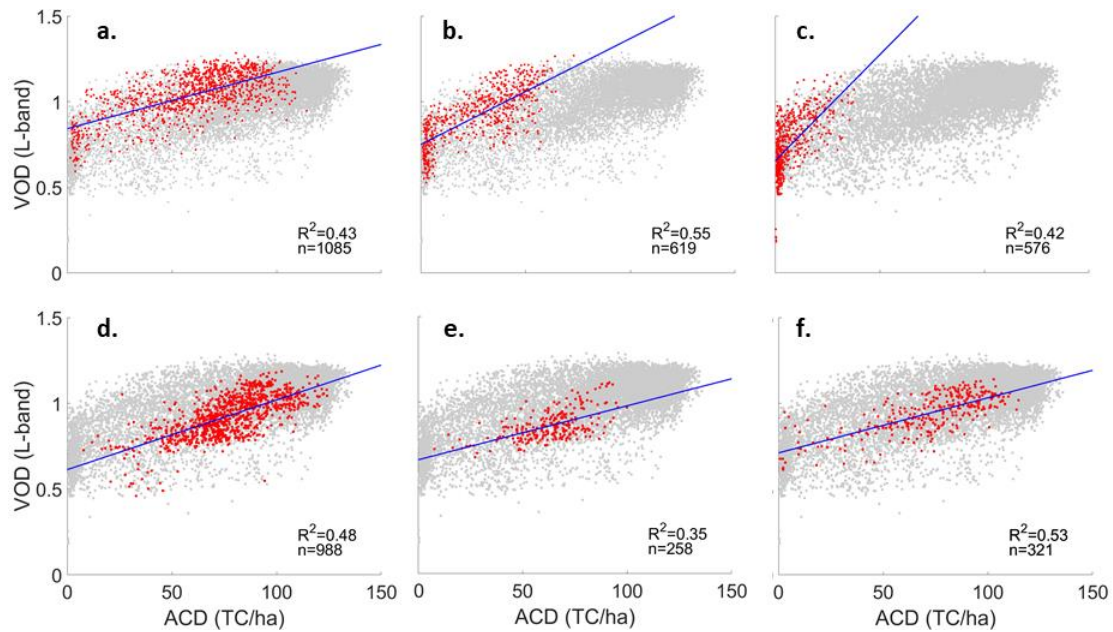 a. b. c.
1.5
1
0.5
0
VOD (L-band)
R²=0.43
n=1085
R²=0.55
n=619
R²=0.42
n=576
d. e. f.
1.5
1
0.5
0
VOD (L-band)
R²=0.48
n=988
R²=0.35
n=258
R²=0.53
n=321
0 50 100 150 0 50 100 150 0 50 100 150
ACD (TC/ha) ACD (TC/ha) ACD (TC/ha)